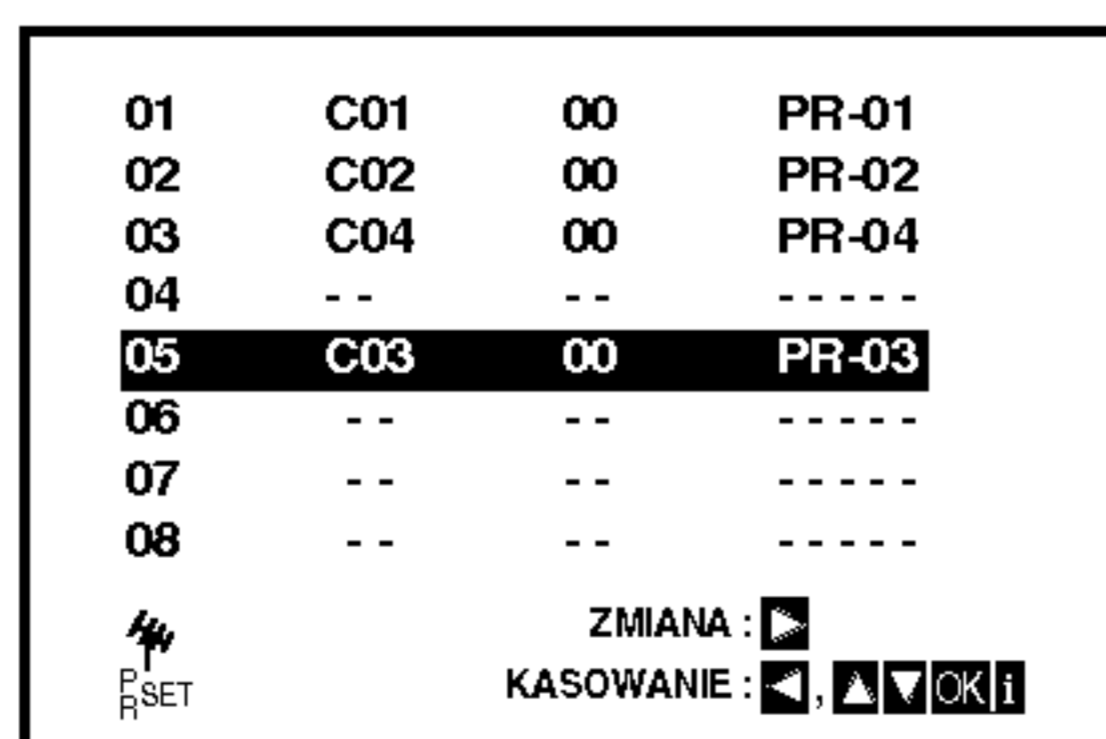 01 C01 00 PR-01
02 C02 00 PR-02
03 C04 00 PR-04
04 - - - - - - - - -
05 C03 00 PR-03
06 - - - - - - - - -
07 - - - - - - - - -
08 - - - - - - - - -
ZMIANA : ▷
PR SET
KASOWANIE : ◁ , △ ▽ OK i